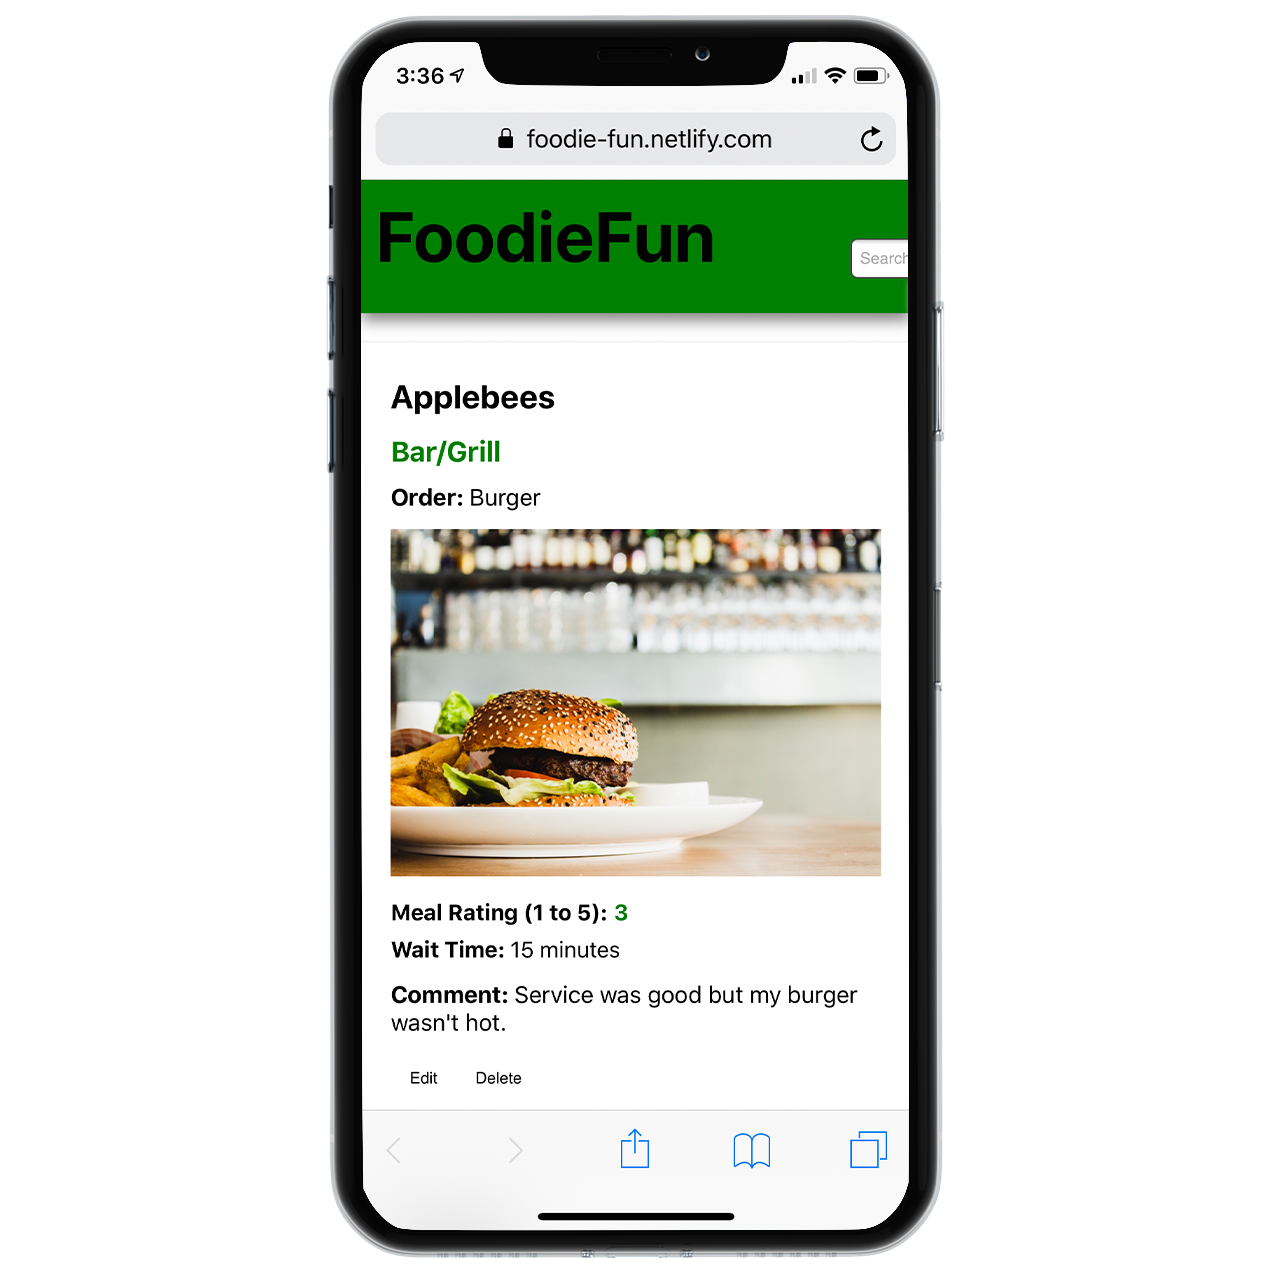 3:36
foodie-fun.netlify.com
FoodieFun
Search
Applebees
Bar/Grill
Order: Burger
Meal Rating (1 to 5): 3
Wait Time: 15 minutes
Comment: Service was good but my burger
wasn't hot.
Edit Delete